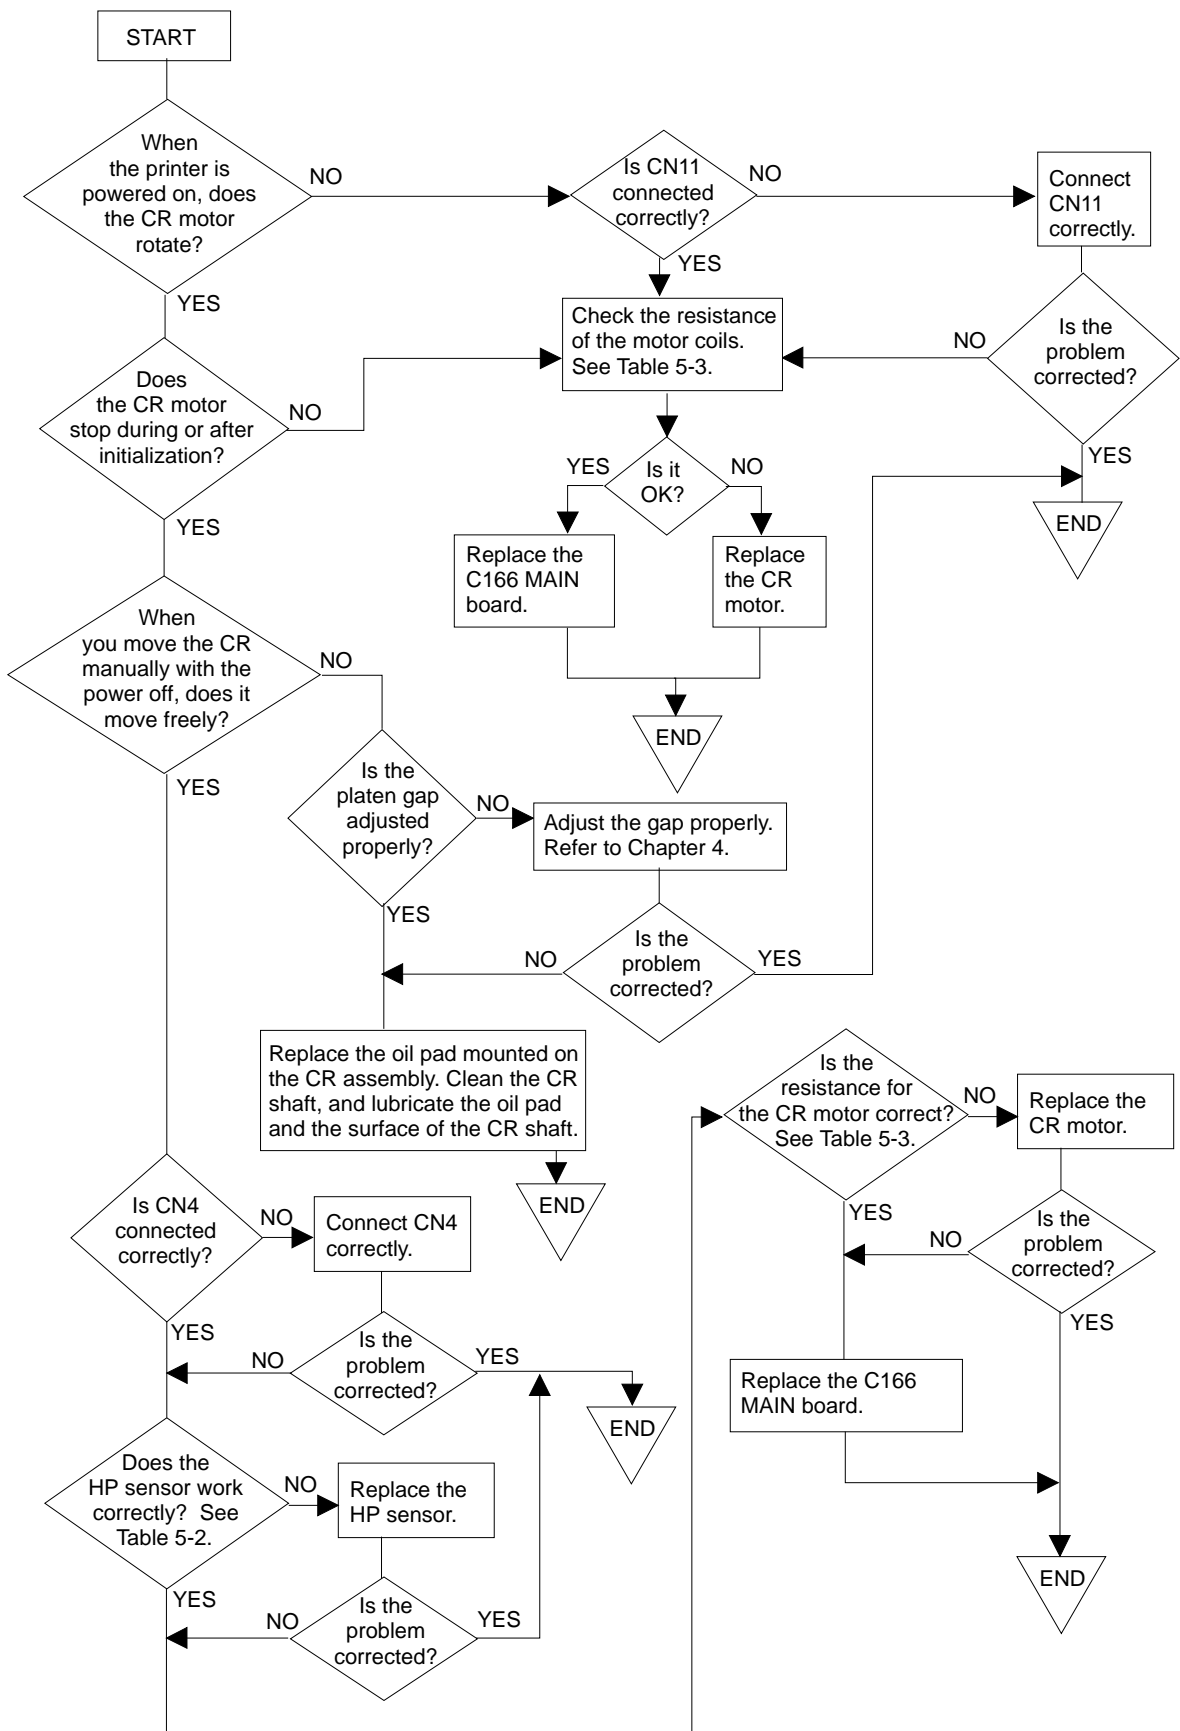 START
When
the printer is
powered on, does
the CR motor
rotate?
NO
YES
Is CN11
connected
correctly?
NO
YES
Connect
CN11
correctly.
Is the
problem
corrected?
NO
YES
END
Check the resistance
of the motor coils.
See Table 5-3.
Does
the CR motor
stop during or after
initialization?
NO
YES
Is it
OK?
YES
NO
Replace the
C166 MAIN
board.
Replace
the CR
motor.
END
When
you move the CR
manually with the
power off, does it
move freely?
NO
YES
Is the
platen gap
adjusted
properly?
NO
YES
Adjust the gap properly.
Refer to Chapter 4.
Is the
problem
corrected?
NO
YES
Replace the oil pad mounted on
the CR assembly. Clean the CR
shaft, and lubricate the oil pad
and the surface of the CR shaft.
END
Is CN4
connected
correctly?
NO
YES
Connect CN4
correctly.
Is the
problem
corrected?
NO
YES
END
Does the
HP sensor work
correctly? See
Table 5-2.
NO
YES
Replace the
HP sensor.
Is the
problem
corrected?
NO
YES
Is the
resistance for
the CR motor correct?
See Table 5-3.
NO
YES
Replace the
CR motor.
Is the
problem
corrected?
NO
YES
Replace the C166
MAIN board.
END